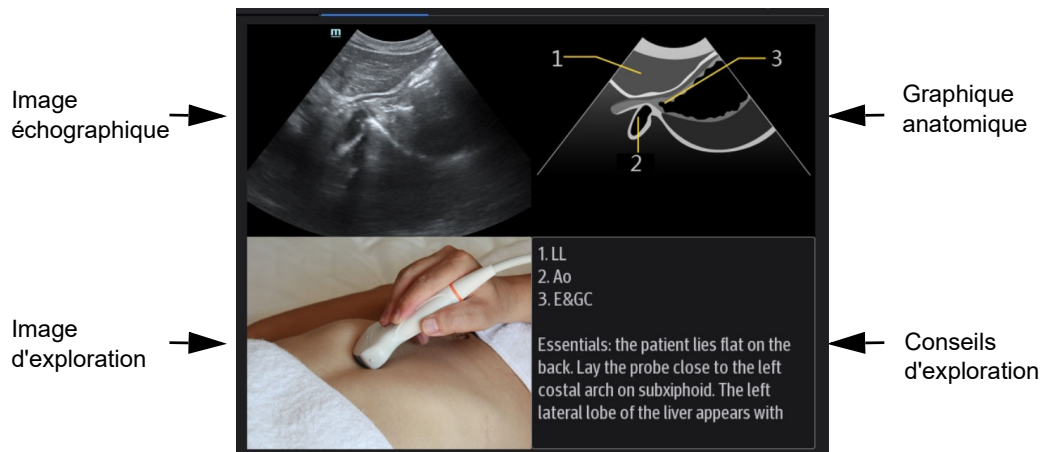 Image
échographique
m
1
3
2
Graphique
anatomique
Image
d'exploration
1. LL
2. Ao
3. E&GC
Essentials: the patient lies flat on the
back. Lay the probe close to the left
costal arch on subxiphoid. The left
lateral lobe of the liver appears with
Conseils
d'exploration